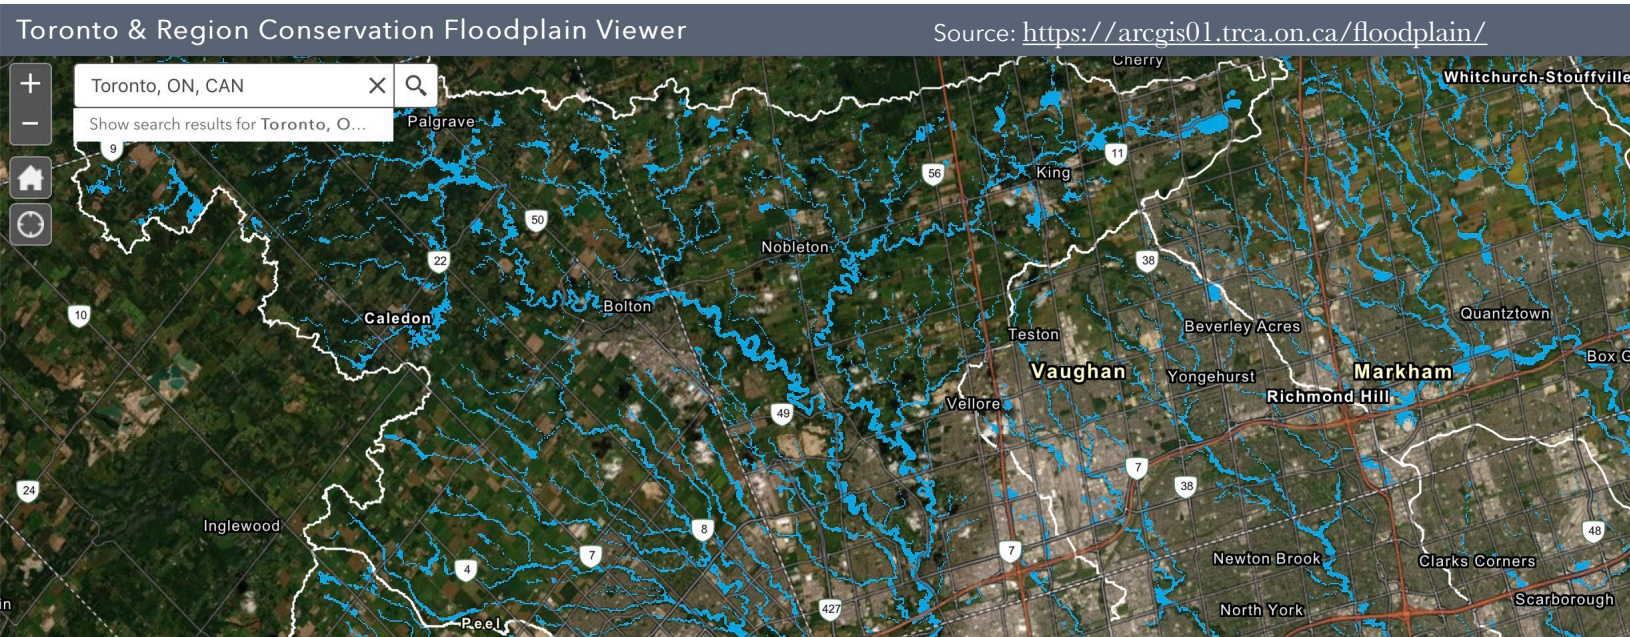 Toronto & Region Conservation Floodplain Viewer
Source: https://arcgis01.trca.on.ca/floodplain/
+
Toronto, ON, CAN
−
Show search results for Toronto, O...
Cherry
Whitchurch-Stouffville
Palgrave
9
11
56
King
50
Nobleton
22
38
10
Bolton
Caledon
Quantztown
Beverley Acres
Teston
Box G
Vaughan
Yongehurst
Markham
Richmond Hill
Vellore
49
7
38
24
Inglewood
8
48
7
7
4
Newton Brook
Clarks Corners
in
427
North York
Scarborough
Peel